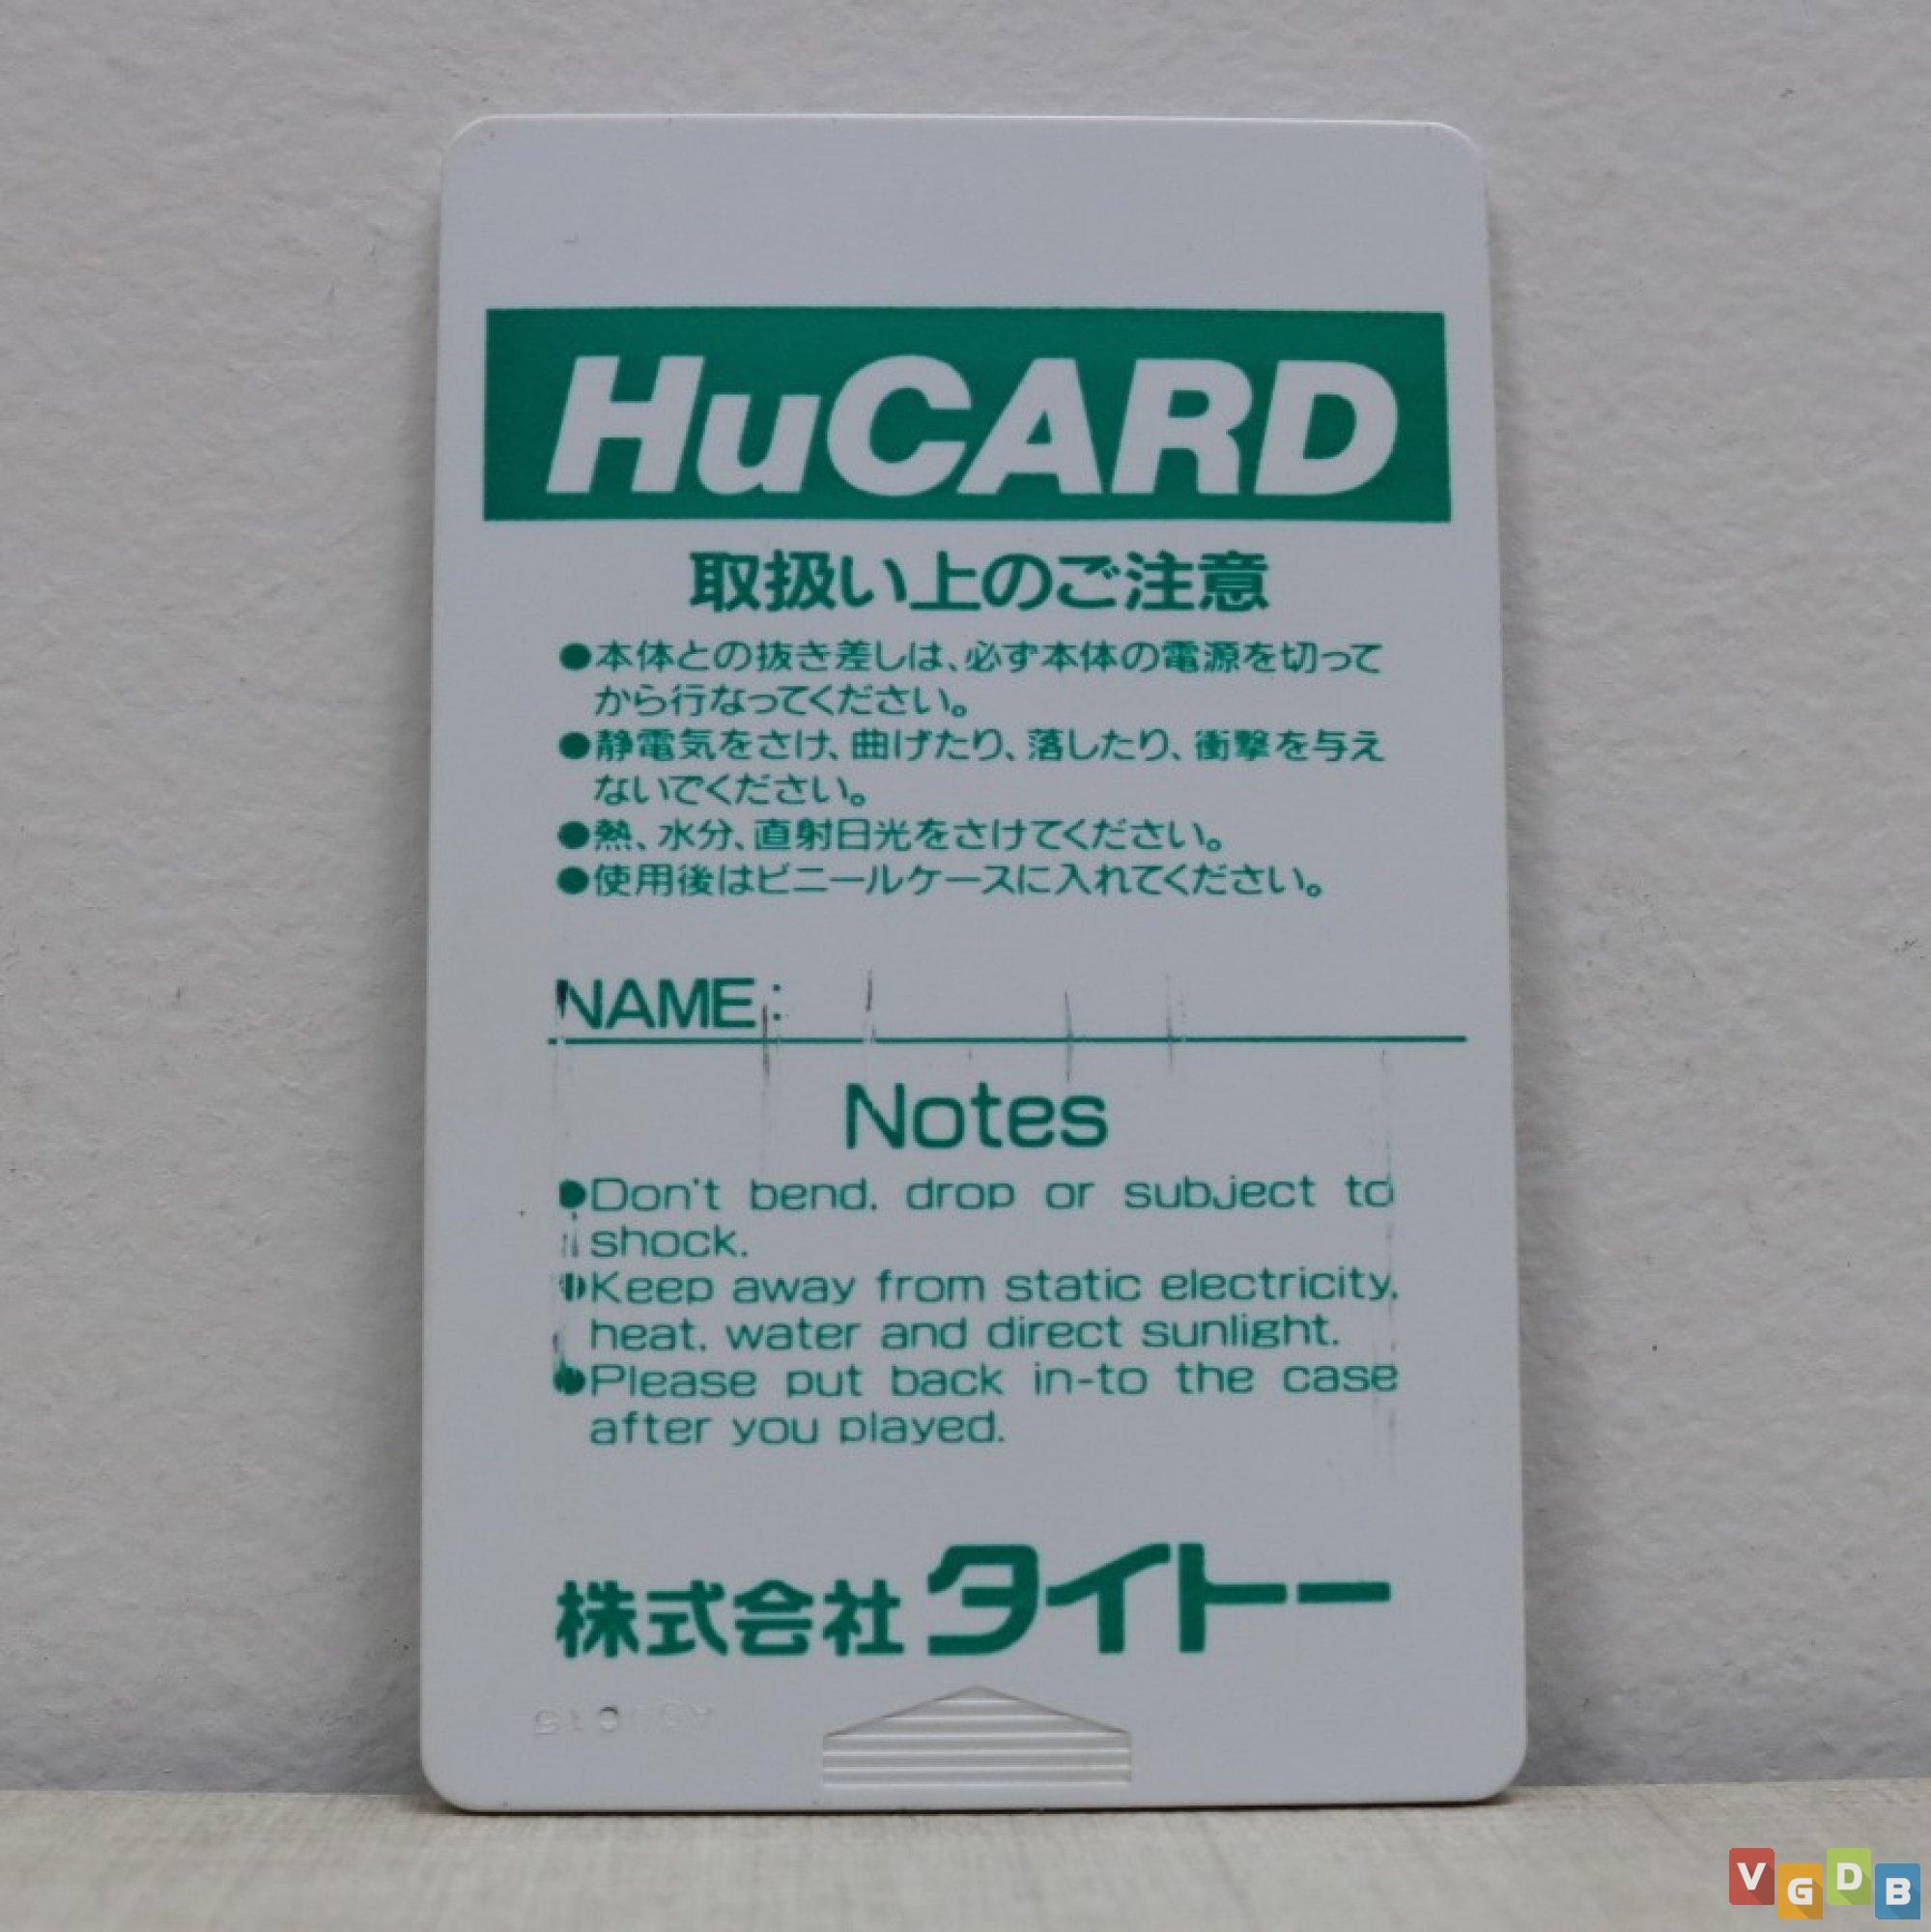 HuCARD
取扱い上のご注意
●本体との抜き差しは、必ず本体の電源を切って
から行なってください。
●静電気をさけ、曲げたり、落したり、衝撃を与え
ないでください。
●熱、水分、直射日光をさけてください。
●使用後はビニールケースに入れてください。
NAME:
Notes
●Don't bend, drop or subject to
shock.
●Keep away from static electricity,
heat, water and direct sunlight.
●Please put back in-to the case
after you played.
株式会社タイトー
VGDB